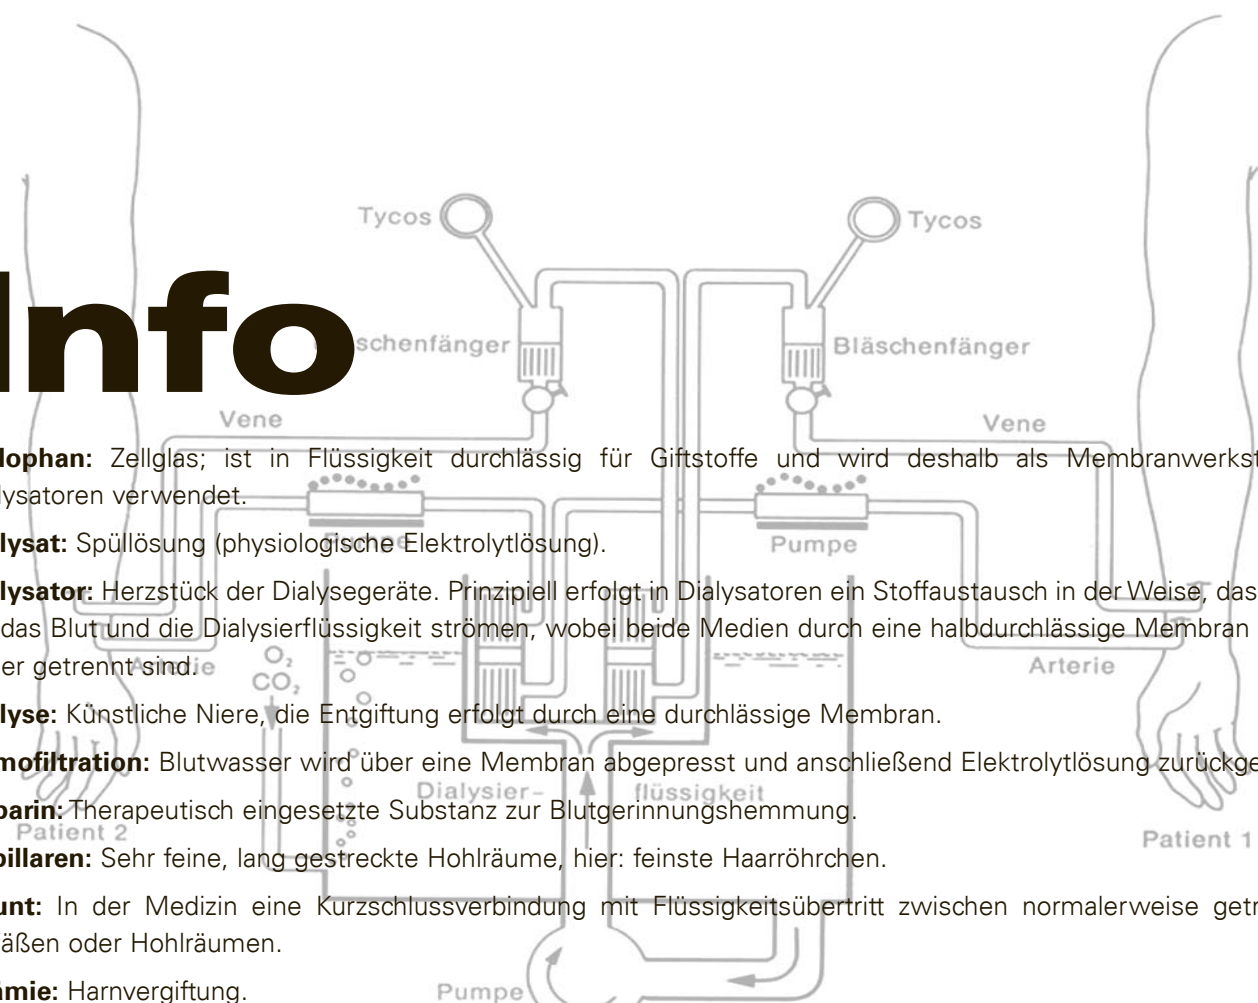 Tycos
Tycos
Info
schenfänger
Bläschenfänger
Vene
Vene
lophan: Zellglas; ist in Flüssigkeit durchlässig für Giftstoffe und wird deshalb als Membranwerkst
lysatoren verwendet.
lysat: Spüllösung (physiologische Elektrolytlösung).
Pumpe
Pumpe
lysator: Herzstück der Dialysegeräte. Prinzipiell erfolgt in Dialysatoren ein Stoffaustausch in der Weise, das
das Blut und die Dialysierflüssigkeit strömen, wobei beide Medien durch eine halbdurchlässige Membran
er getrennt sind.
Arterie
Arterie
O₂
CO₂
lyse: Künstliche Niere, die Entgiftung erfolgt durch eine durchlässige Membran.
mofiltration: Blutwasser wird über eine Membran abgepresst und anschließend Elektrolytlösung zurückge
Dialysier- flüssigkeit
parin: Therapeutisch eingesetzte Substanz zur Blutgerinnungshemmung.
Patient 2
Patient 1
pillaren: Sehr feine, lang gestreckte Hohlräume, hier: feinste Haarröhrchen.
unt: In der Medizin eine Kurzschlussverbindung mit Flüssigkeitsübertritt zwischen normalerweise getr
äßen oder Hohlräumen.
ämie: Harnvergiftung.
Pumpe